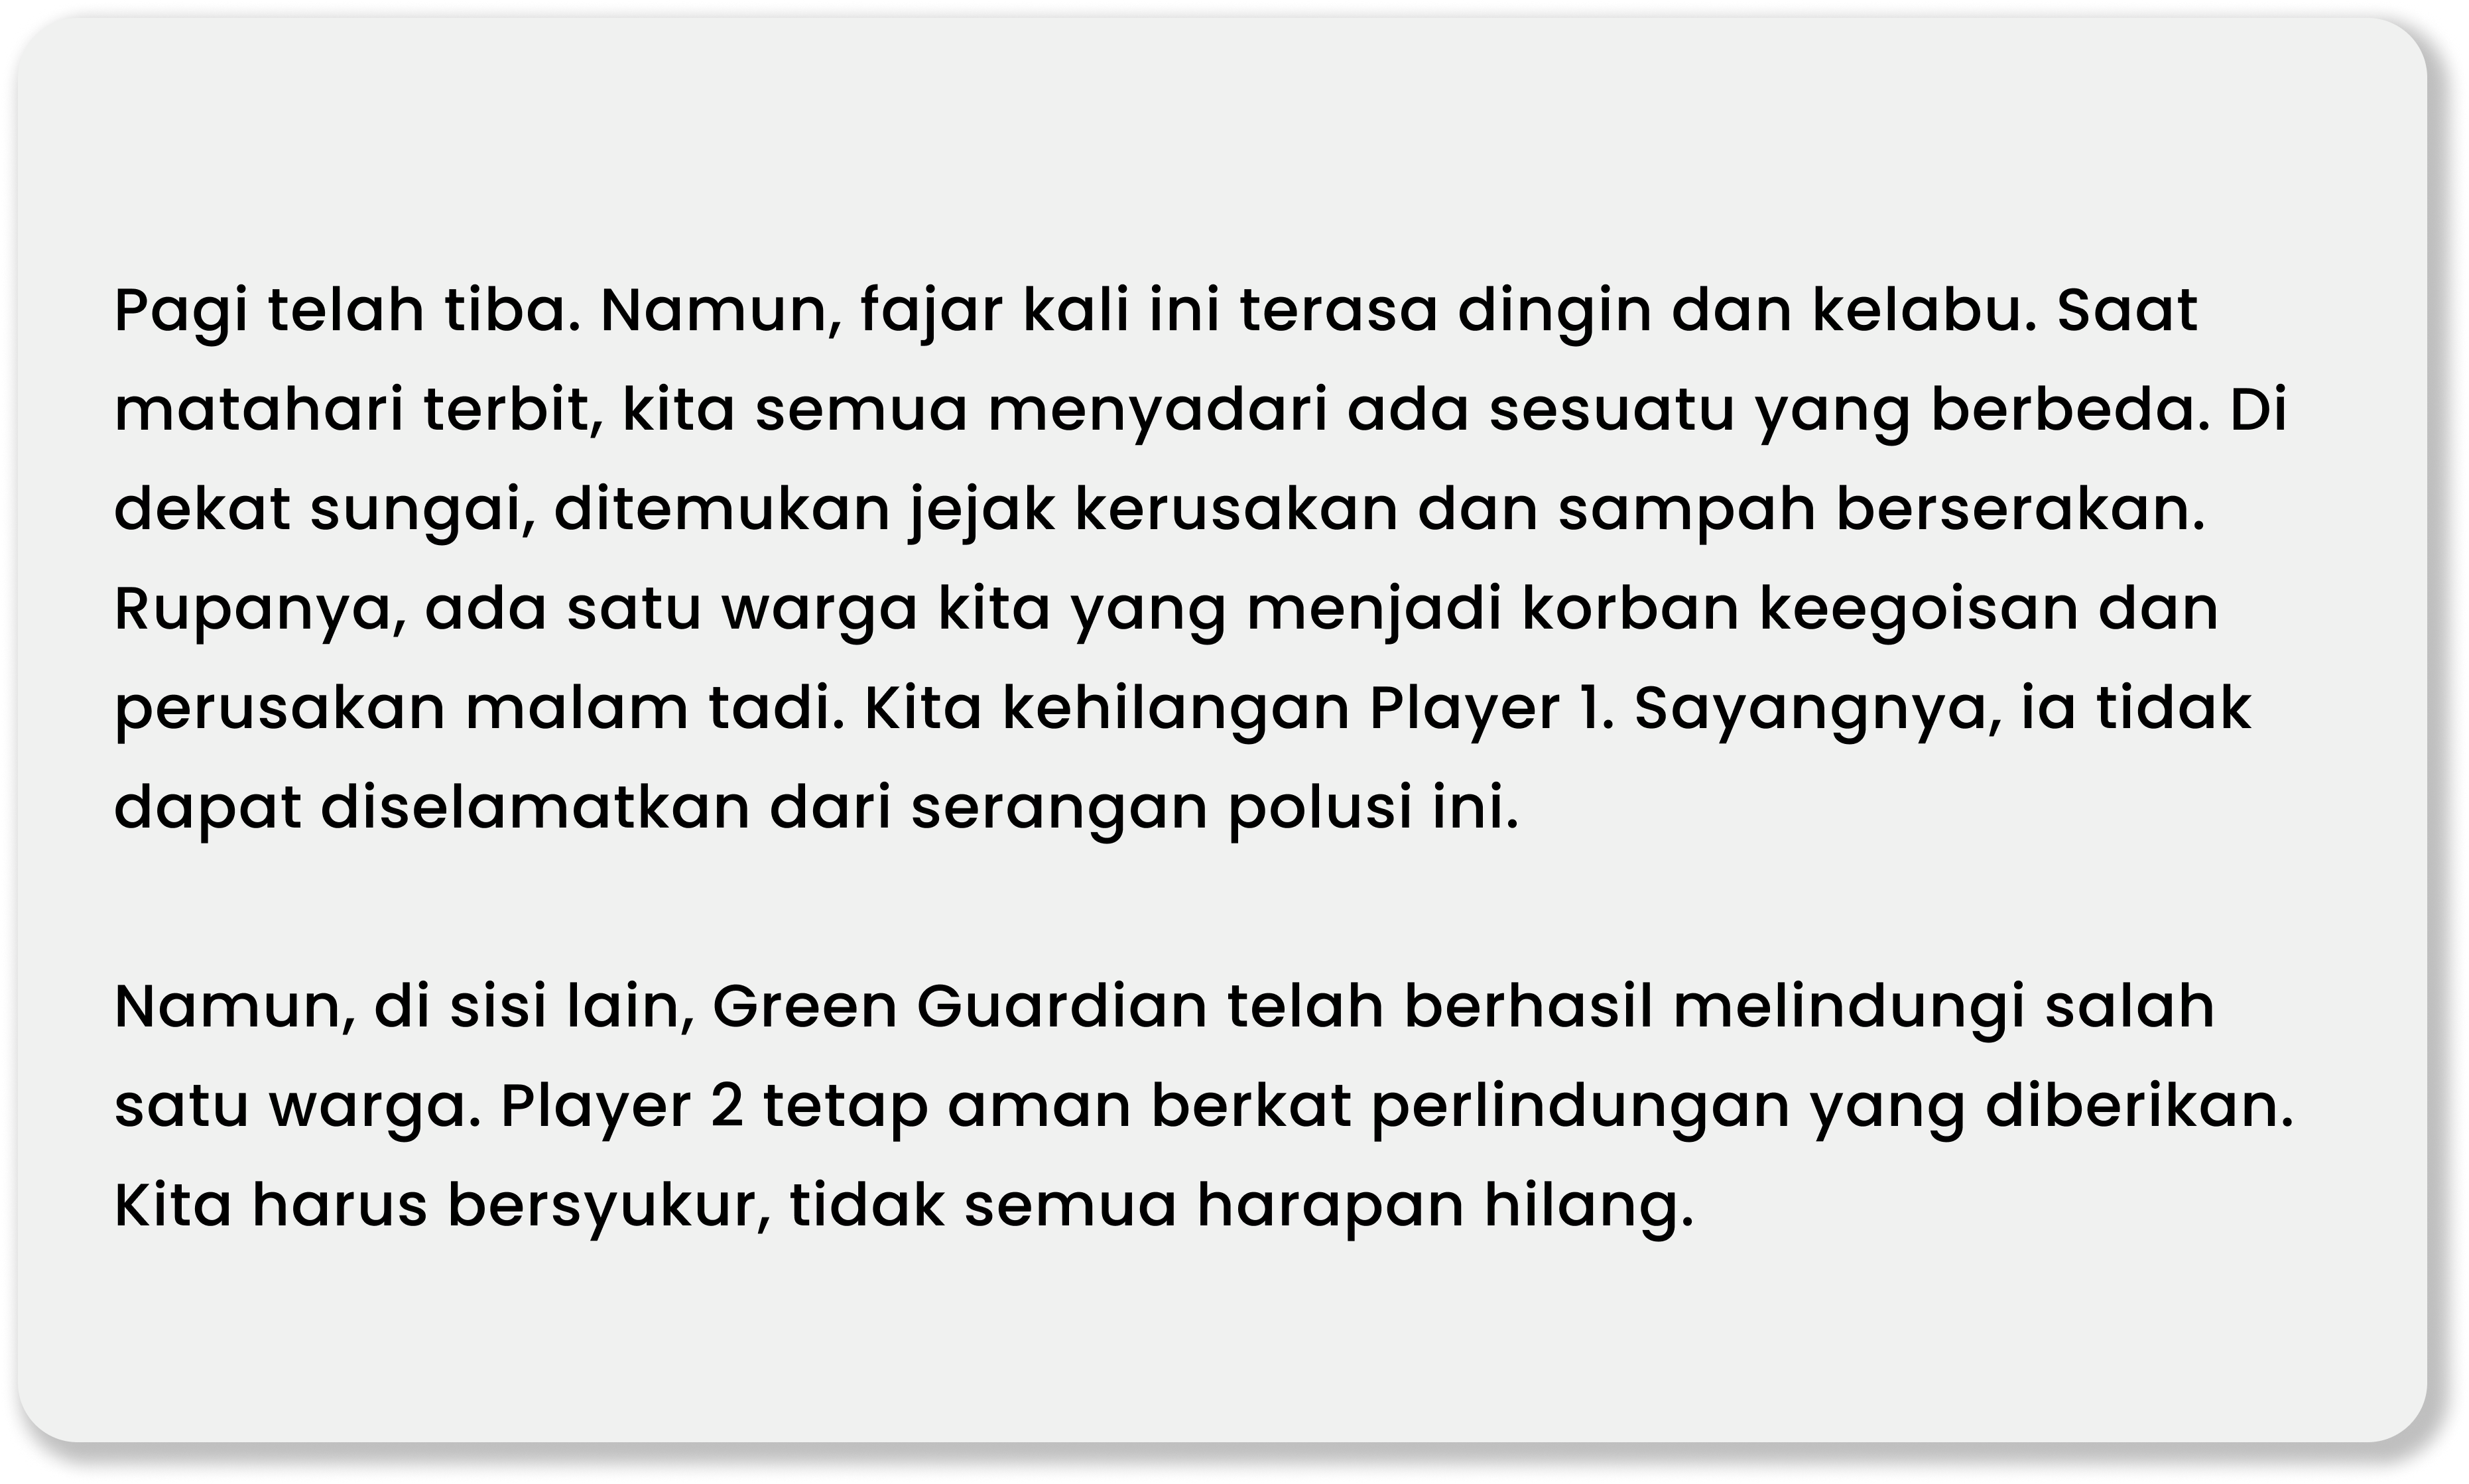 Pagi telah tiba. Namun, fajar kali ini terasa dingin dan kelabu. Saat
matahari terbit, kita semua menyadari ada sesuatu yang berbeda. Di
dekat sungai, ditemukan jejak kerusakan dan sampah berserakan.
Rupanya, ada satu warga kita yang menjadi korban keegoisan dan
perusakan malam tadi. Kita kehilangan Player 1. Sayangnya, ia tidak
dapat diselamatkan dari serangan polusi ini.
Namun, di sisi lain, Green Guardian telah berhasil melindungi salah
satu warga. Player 2 tetap aman berkat perlindungan yang diberikan.
Kita harus bersyukur, tidak semua harapan hilang.